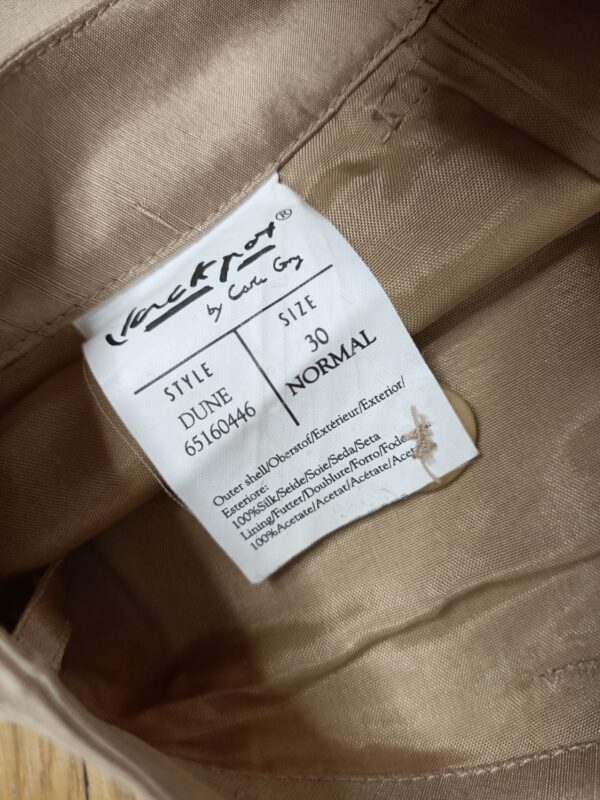 Jackpot®
by Carli Gry
STYLE
DUNE
65160446
SIZE
30
NORMAL
Outer shell/Oberstof/Extérieur/Exterior/
Esteriore:
100%Silk/Seide/Soie/Seda/Seta
Lining/Futter/Doublure/Forro/Fode
100%Acetate/Acetat/Acétate/Acet